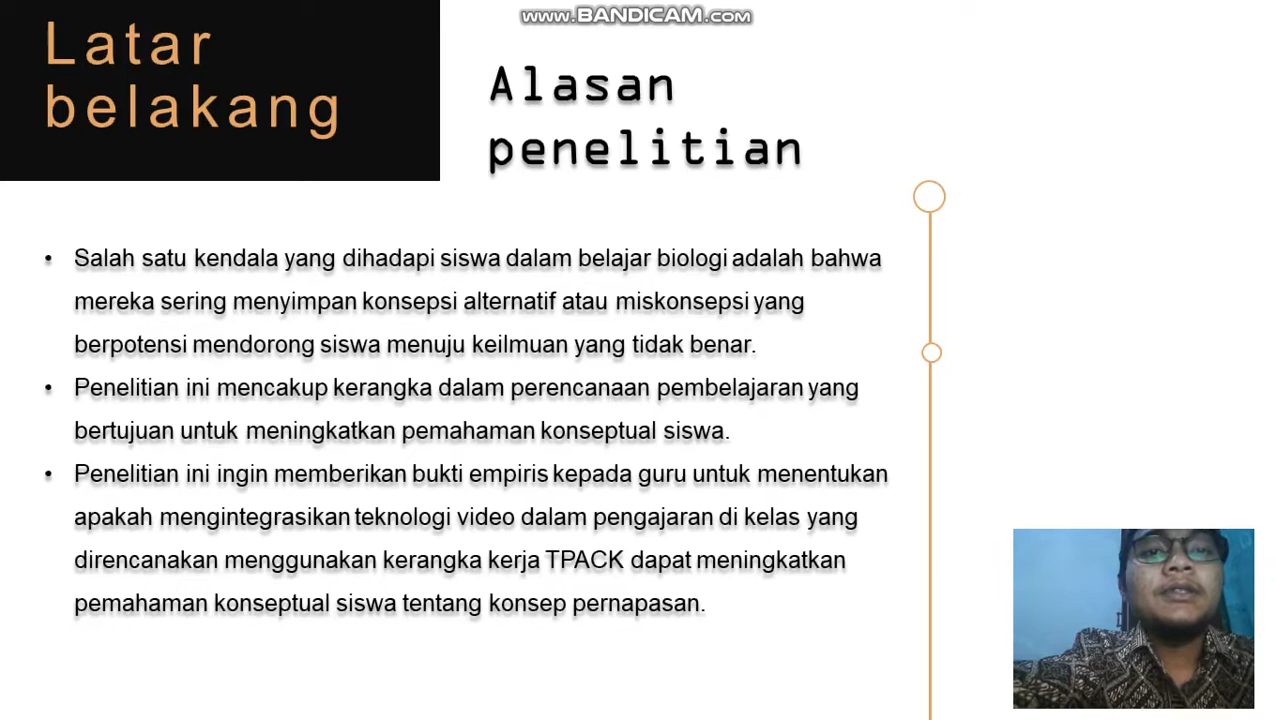 www.BANDICAM.com
Latar
belakang
Alasan
penelitian
• Salah satu kendala yang dihadapi siswa dalam belajar biologi adalah bahwa
mereka sering menyimpan konsepsi alternatif atau miskonsepsi yang
berpotensi mendorong siswa menuju keilmuan yang tidak benar.
• Penelitian ini mencakup kerangka dalam perencanaan pembelajaran yang
bertujuan untuk meningkatkan pemahaman konseptual siswa.
• Penelitian ini ingin memberikan bukti empiris kepada guru untuk menentukan
apakah mengintegrasikan teknologi video dalam pengajaran di kelas yang
direncanakan menggunakan kerangka kerja TPACK dapat meningkatkan
pemahaman konseptual siswa tentang konsep pernapasan.